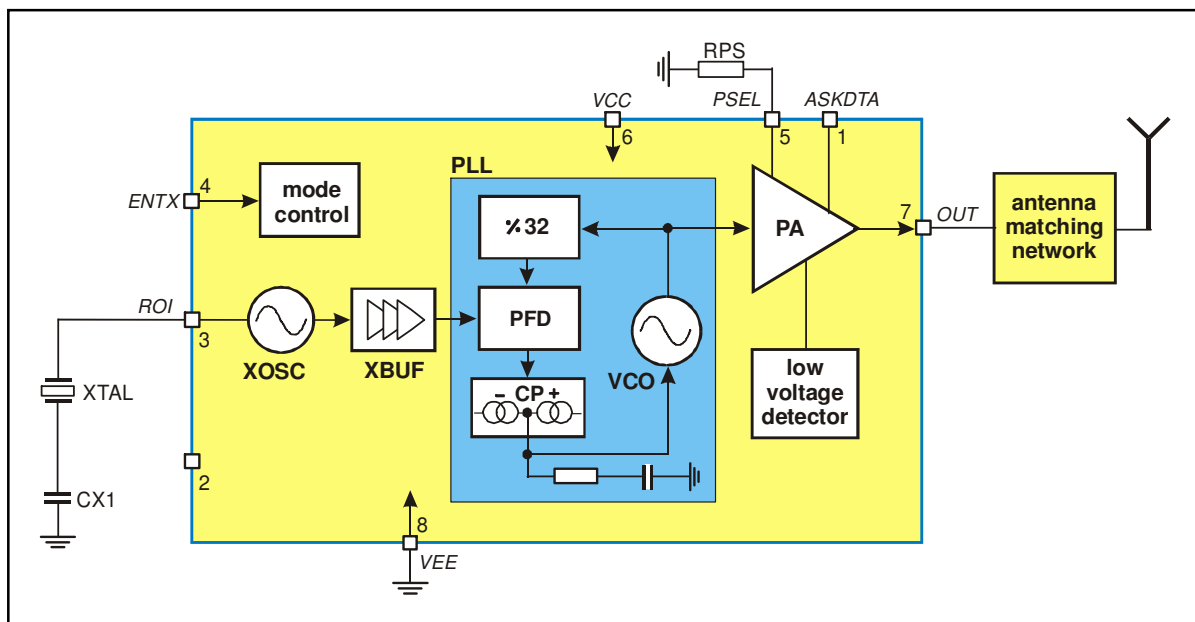 RPS
VCC
PSEL
ASKDTA
6
5
1
PLL
ENTX
4
mode
control
÷32
PA
7
OUT
antenna
matching
network
ROI
3
XOSC
XBUF
PFD
VCO
low
voltage
detector
XTAL
- CP +
2
CX1
8
VEE